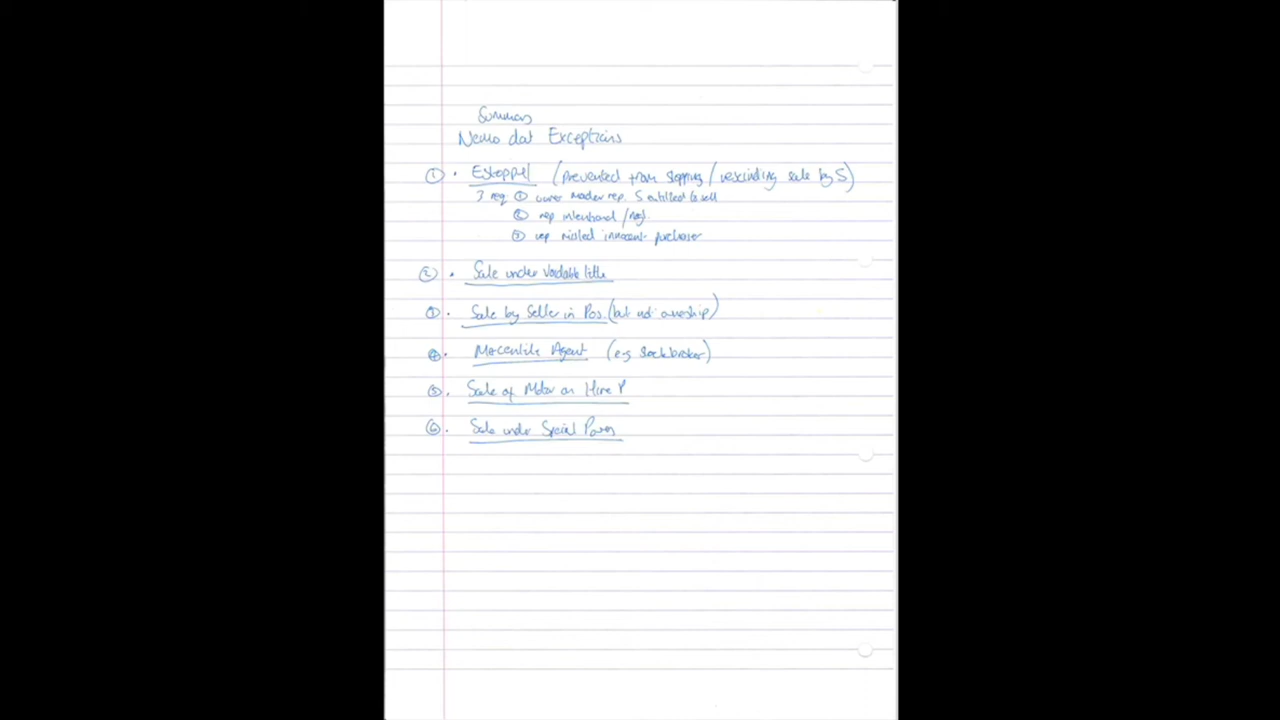 Summary
Nemo dat Exceptions
① · Estoppel (prevented from stopping / rescinding sale by S)
3 req: ① owner made rep. S entitled to sell
② rep intentional / neg.
③ rep misled innocent purchaser
② · Sale under voidable title
③ · Sale by Seller in Pos. (but not ownership)
④ · Mercentile Agent (e.g stockbroker)
⑤ · Sale of Motor on Hire P
⑥ · Sale under Special Powers